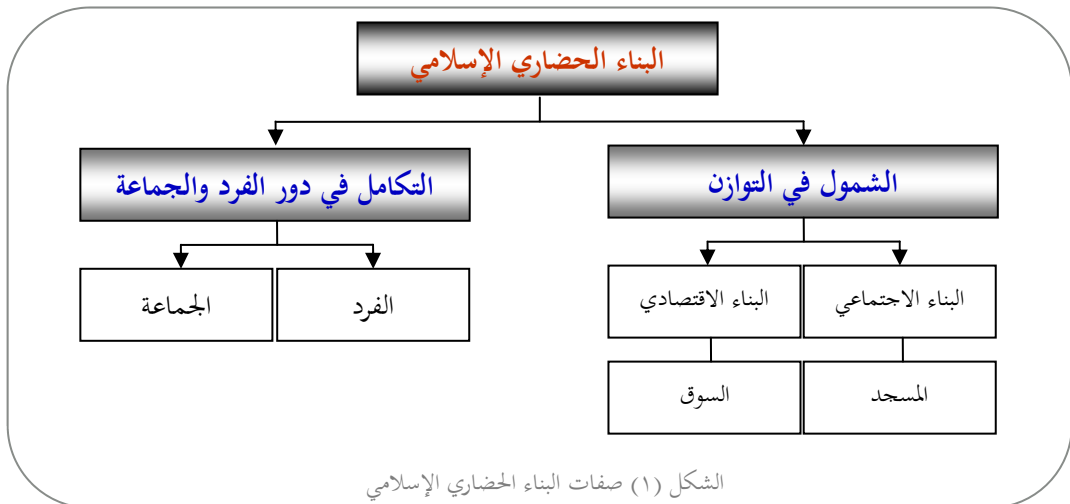 البناء الحضاري الإسلامي
الشمول في التوازن
التكامل في دور الفرد والجماعة
البناء الاجتماعي
البناء الاقتصادي
الفرد
الجماعة
المسجد
السوق
الشكل (١) صفات البناء الحضاري الإسلامي